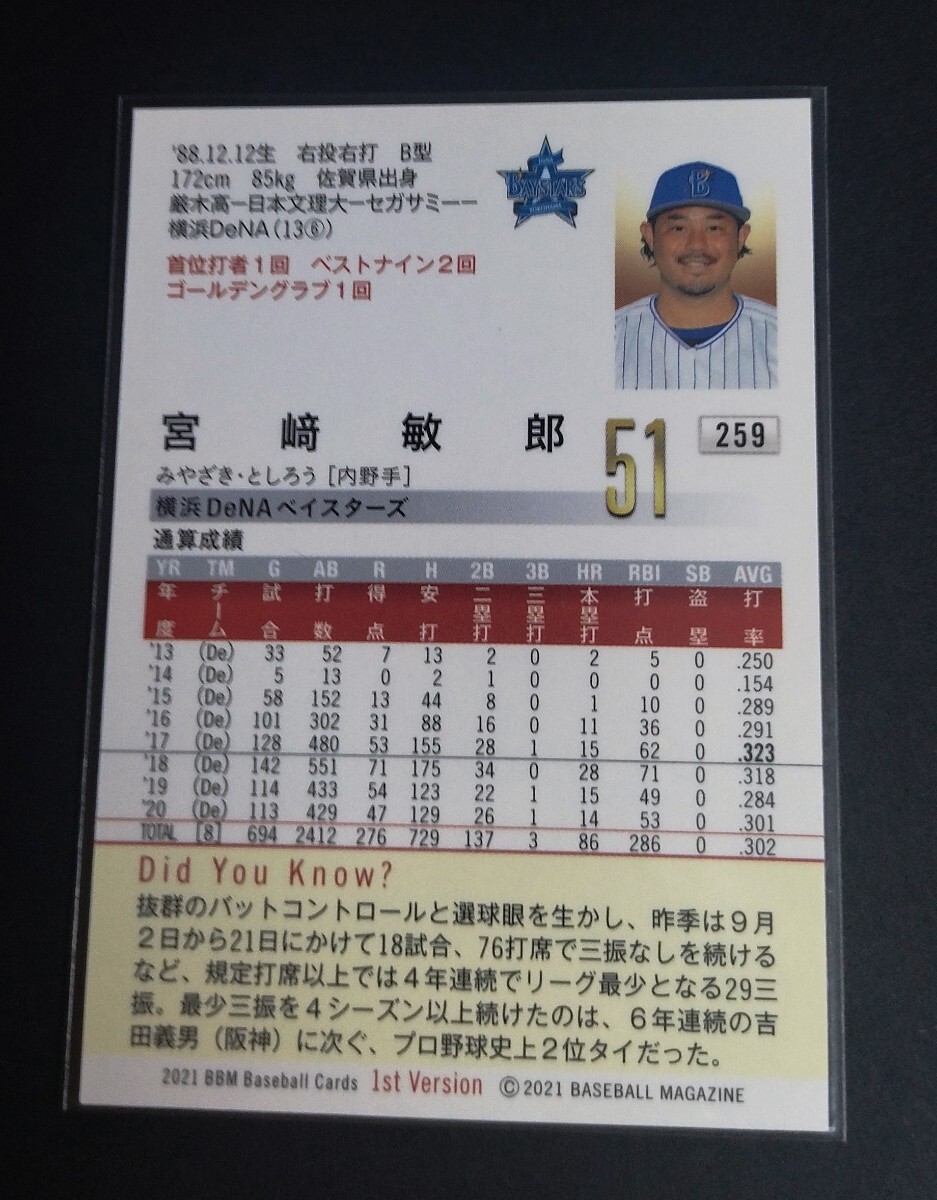 '88.12.12生 右投右打 B型
172cm 85kg 佐賀県出身
厳木高ー日本文理大ーセガサミーー
横浜DeNA(13⑥)
首位打者1回 ベストナイン2回
ゴールデングラブ1回
BAYSTARS
YOKOHAMA
B
宮﨑敏郎 51 259
みやざき・としろう [内野手]
横浜DeNAベイスターズ
通算成績
YR TM G AB R H 2B 3B HR RBI SB AVG
年度 チーム 試合 打数 得点 安打 二塁打 三塁打 本塁打 打点 盗塁 打率
'13 (De) 33 52 7 13 2 0 2 5 0 .250
'14 (De) 5 13 0 2 1 0 0 0 0 .154
'15 (De) 58 152 13 44 8 0 1 10 0 .289
'16 (De) 101 302 31 88 16 0 11 36 0 .291
'17 (De) 128 480 53 155 28 1 15 62 0 .323
'18 (De) 142 551 71 175 34 0 28 71 0 .318
'19 (De) 114 433 54 123 22 1 15 49 0 .284
'20 (De) 113 429 47 129 26 1 14 53 0 .301
TOTAL [8] 694 2412 276 729 137 3 86 286 0 .302
Did You Know?
抜群のバットコントロールと選球眼を生かし、昨季は9月
2日から21日にかけて18試合、76打席で三振なしを続ける
など、規定打席以上では4年連続でリーグ最少となる29三
振。最少三振を4シーズン以上続けたのは、6年連続の吉
田義男(阪神)に次ぐ、プロ野球史上2位タイだった。
2021 BBM Baseball Cards 1st Version ©2021 BASEBALL MAGAZINE